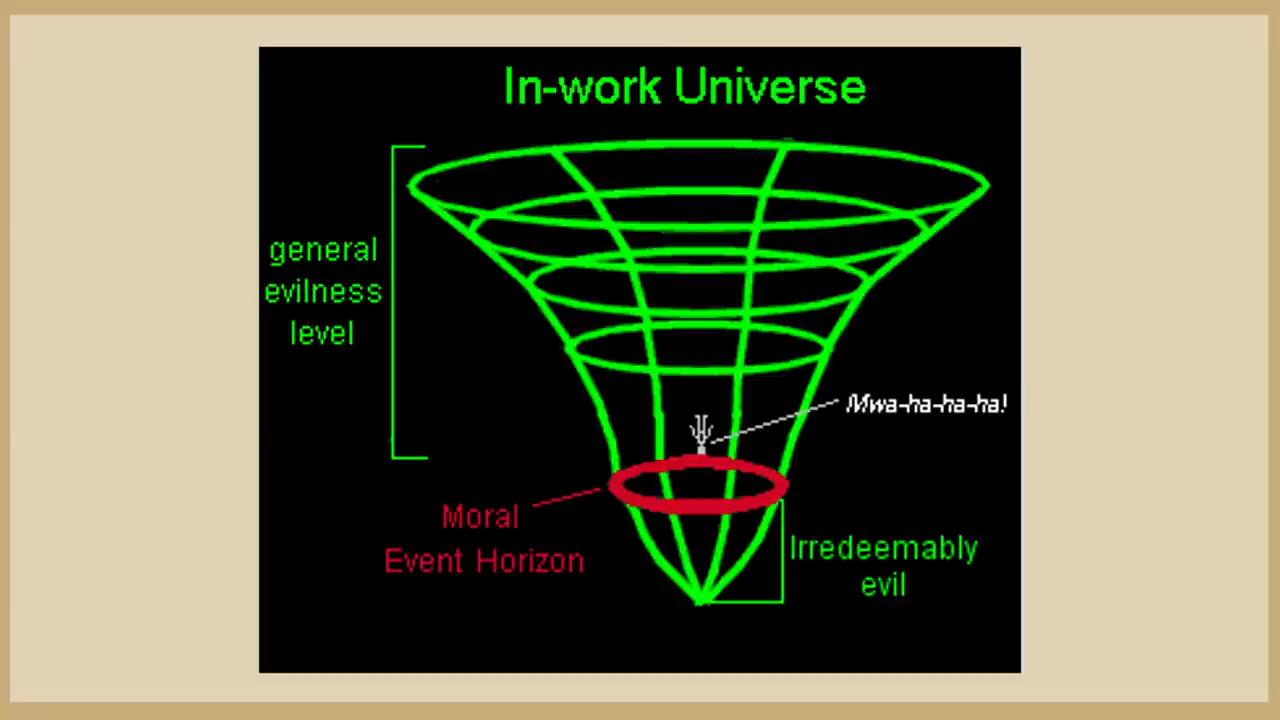 In-work Universe
general
evilness
level
Mwa-ha-ha-ha!
Moral
Event Horizon
Irredeemably
evil